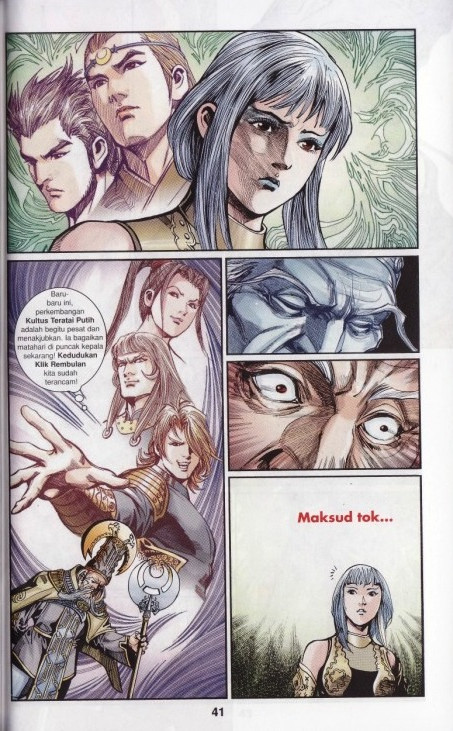 Baru-
baru ini,
perkembangan
Kultus Teratai Putih
adalah begitu pesat dan
menakjubkan. Ia bagaikan
matahari di puncak kepala
sekarang! Kedudukan
Klik Rembulan
kita sudah
terancam!
Maksud tok...
41